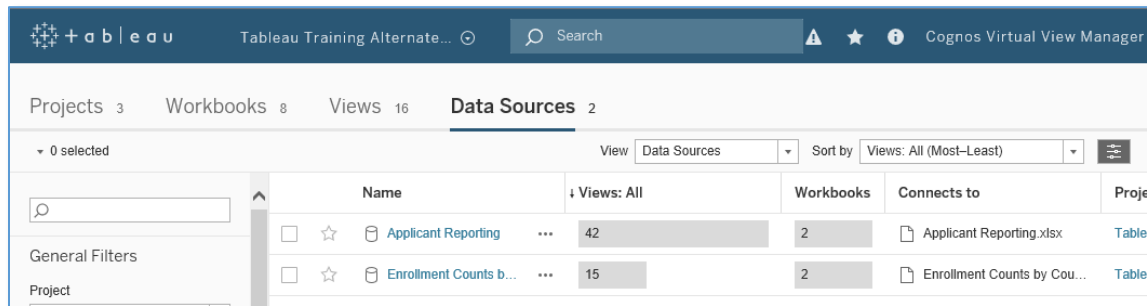 + a b | e a u Tableau Training Alternate... Search Cognos Virtual View Manager
Projects 3 Workbooks 8 Views 16 Data Sources 2
0 selected View Data Sources Sort by Views: All (Most–Least)
Name ↓ Views: All Workbooks Connects to Proje
Applicant Reporting ... 42 2 Applicant Reporting.xlsx Table
General Filters
Enrollment Counts b... ... 15 2 Enrollment Counts by Cou... Table
Project